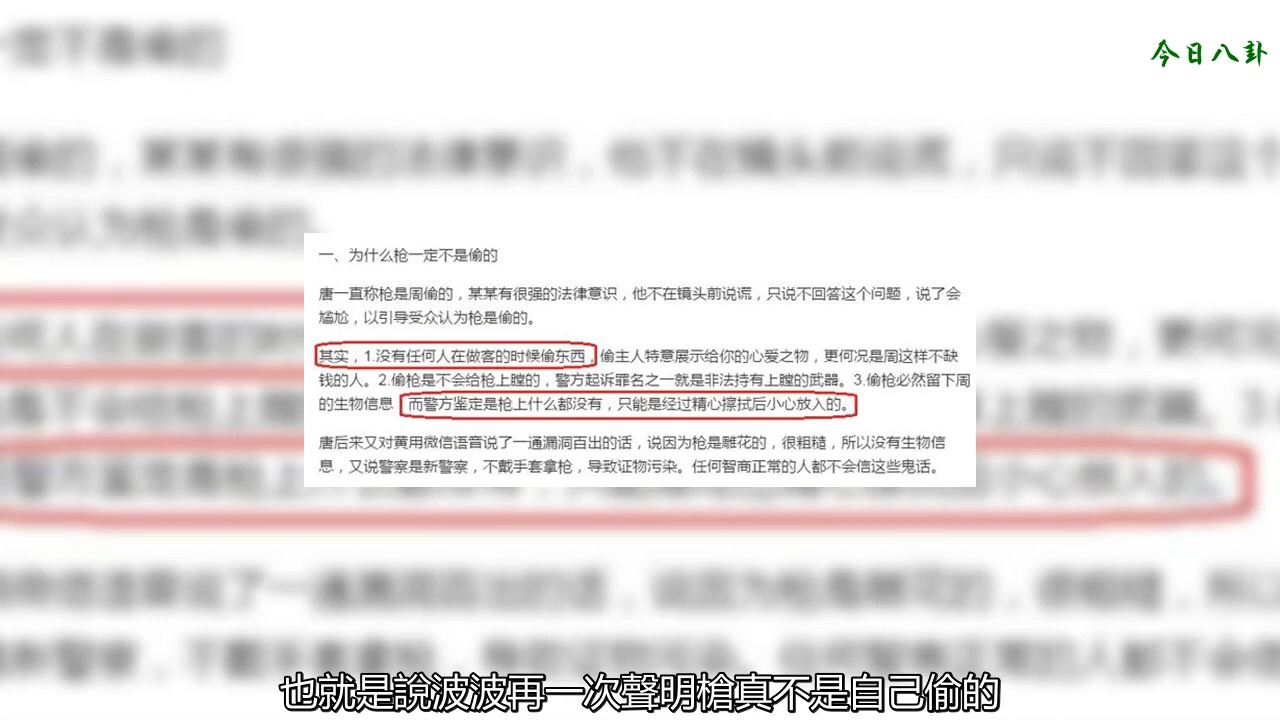 今日八卦
一、为什么枪一定不是偷的
唐一直称枪是周偷的，某某有很强的法律意识，他不在镜头前说谎，只说不回答这个问题，说了会
尴尬，以引导受众认为枪是偷的。
其实，1.没有任何人在做客的时候偷东西，偷主人特意展示给你的心爱之物，更何况是周这样不缺
钱的人。2.偷枪是不会给枪上膛的，警方起诉罪名之一就是非法持有上膛的武器。3.偷枪必然留下周
的生物信息 而警方鉴定是枪上什么都没有，只能是经过精心擦拭后小心放入的。
唐后来又对黄用微信语音说了一通漏洞百出的话，说因为枪是雕花的，很粗糙，所以没有生物信
息，又说警察是新警察，不戴手套拿枪，导致证物污染。任何智商正常的人都不会信这些鬼话。
也就是說波波再一次聲明槍真不是自己偷的